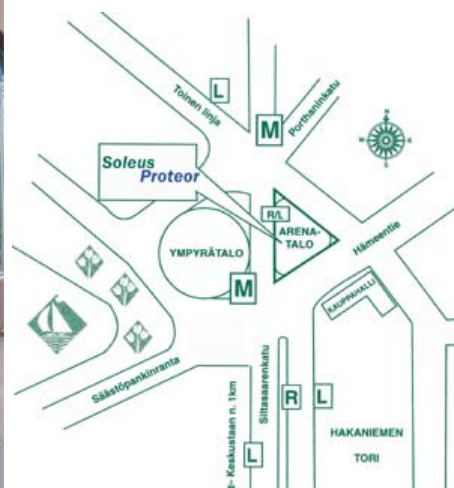 Toinen linja
L
M
Porthaninkatu
N
W
E
S
Soleus
Proteor
R/L
ARENA-
TALO
YMPYRÄTALO
Hämeentie
M
KAUPPAHALLI
Säästöpankinranta
Keskustaan n. 1km
Siltasaarenkatu
R
L
L
HAKANIEMEN
TORI